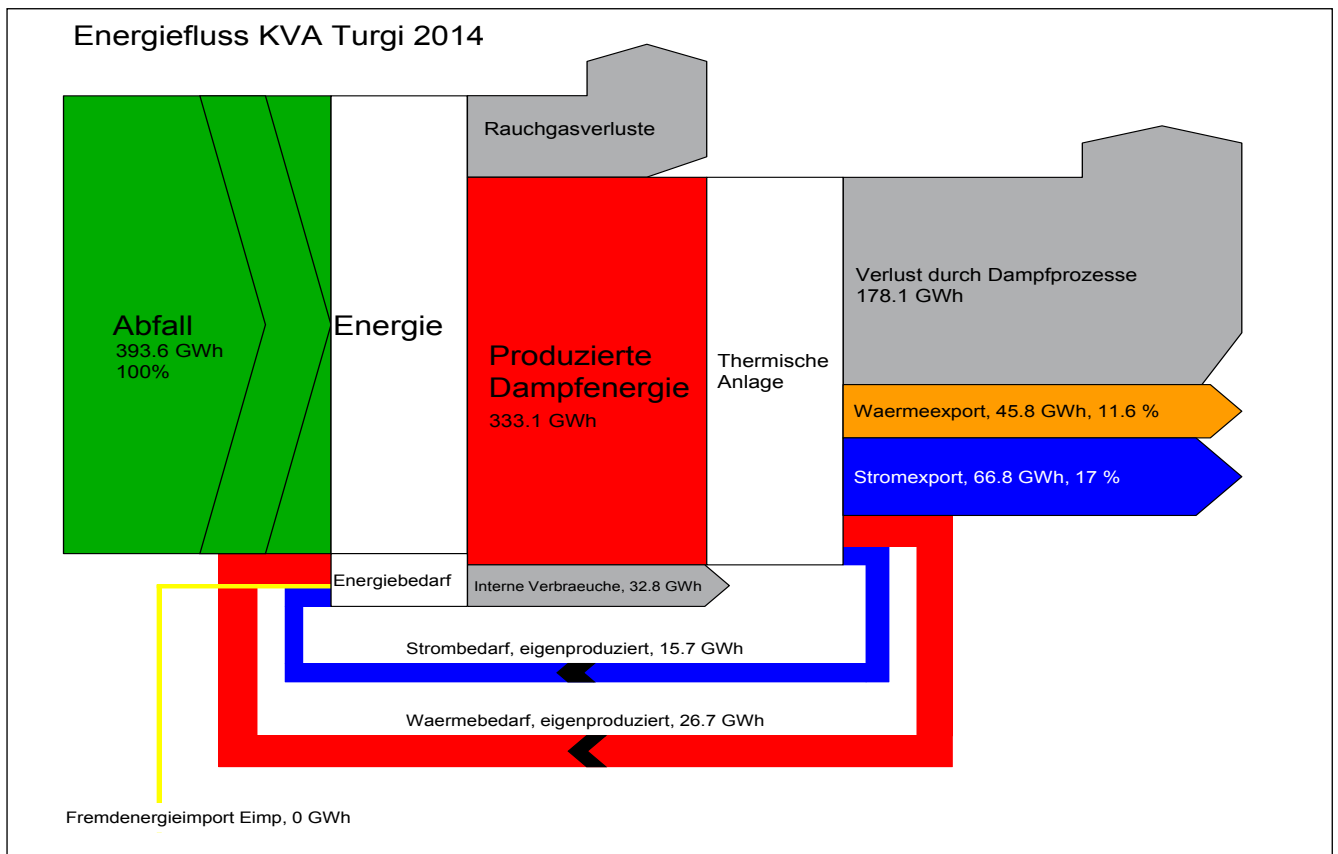 Energiefluss KVA Turgi 2014
Rauchgasverluste
Verlust durch Dampfprozesse
178.1 GWh
Abfall
393.6 GWh
100%
Energie
Produzierte
Dampfenergie
333.1 GWh
Thermische
Anlage
Waermeexport, 45.8 GWh, 11.6 %
Stromexport, 66.8 GWh, 17 %
Energiebedarf
Interne Verbraeuche, 32.8 GWh
Strombedarf, eigenproduziert, 15.7 GWh
Waermebedarf, eigenproduziert, 26.7 GWh
Fremdenergieimport Eimp, 0 GWh